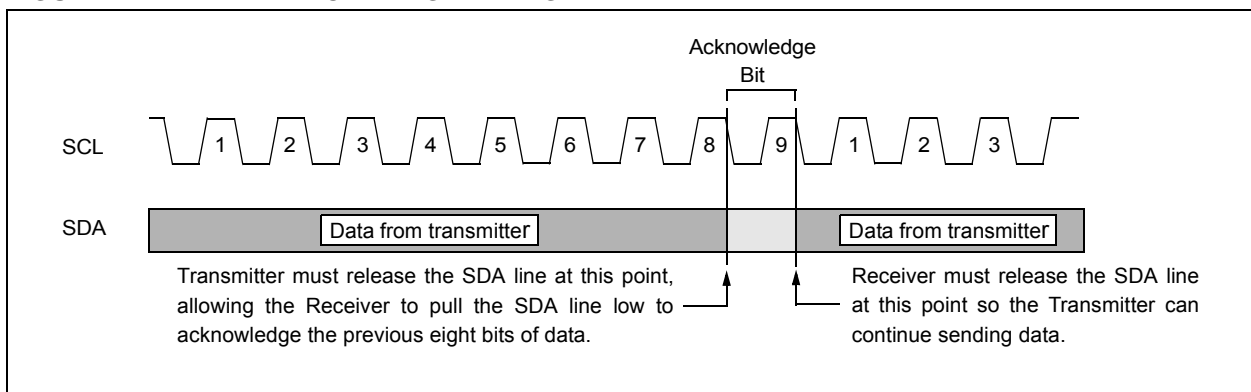 Acknowledge
Bit
SCL
1 2 3 4 5 6 7 8 9 1 2 3
SDA
Data from transmitter
Data from transmitter
Transmitter must release the SDA line at this point,
allowing the Receiver to pull the SDA line low to
acknowledge the previous eight bits of data.
Receiver must release the SDA line
at this point so the Transmitter can
continue sending data.